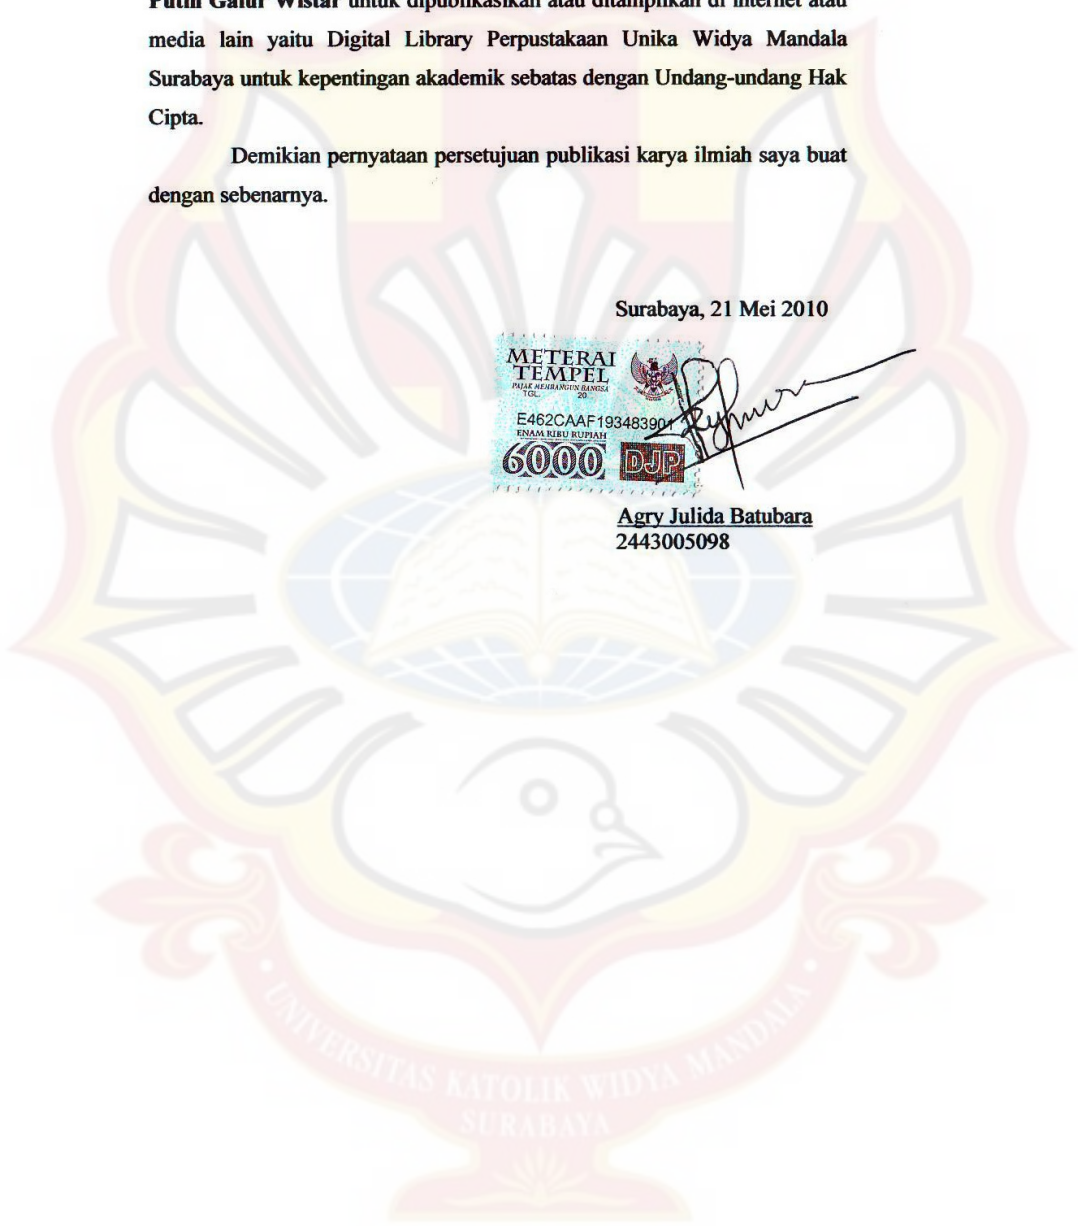 Putih Galur Wistar untuk dipublikasikan atau ditampilkan di internet atau
media lain yaitu Digital Library Perpustakaan Unika Widya Mandala
Surabaya untuk kepentingan akademik sebatas dengan Undang-undang Hak
Cipta.
Demikian pernyataan persetujuan publikasi karya ilmiah saya buat
dengan sebenarnya.
Surabaya, 21 Mei 2010
METERAI
TEMPEL
PAJAK MEMBANGUN BANGSA
TGL. 20
E462CAAF193483901
ENAM RIBU RUPIAH
6000 DJP
Agry Julida Batubara
2443005098
UNIVERSITAS KATOLIK WIDYA MANDALA
SURABAYA